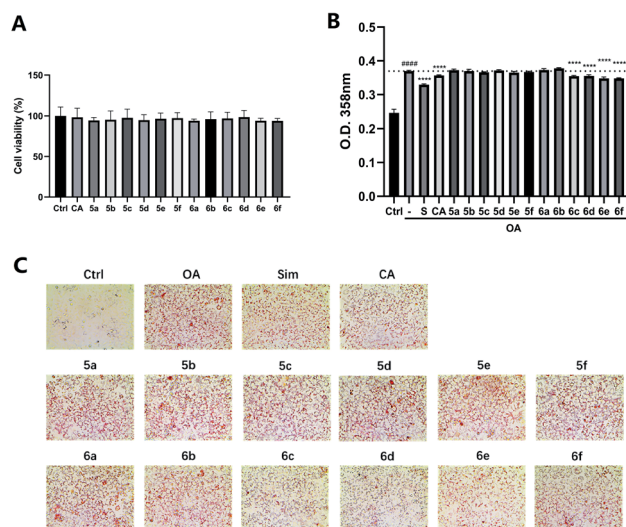 A
Cell viability (%)
150
100
50
0
Ctrl CA 5a 5b 5c 5d 5e 5f 6a 6b 6c 6d 6e 6f
B
O.D. 358nm
0.5
0.4
0.3
0.2
0.1
0.0
#### **** **** **** **** **** ****
Ctrl - S CA 5a 5b 5c 5d 5e 5f 6a 6b 6c 6d 6e 6f
OA
C
Ctrl OA Sim CA
5a 5b 5c 5d 5e 5f
6a 6b 6c 6d 6e 6f